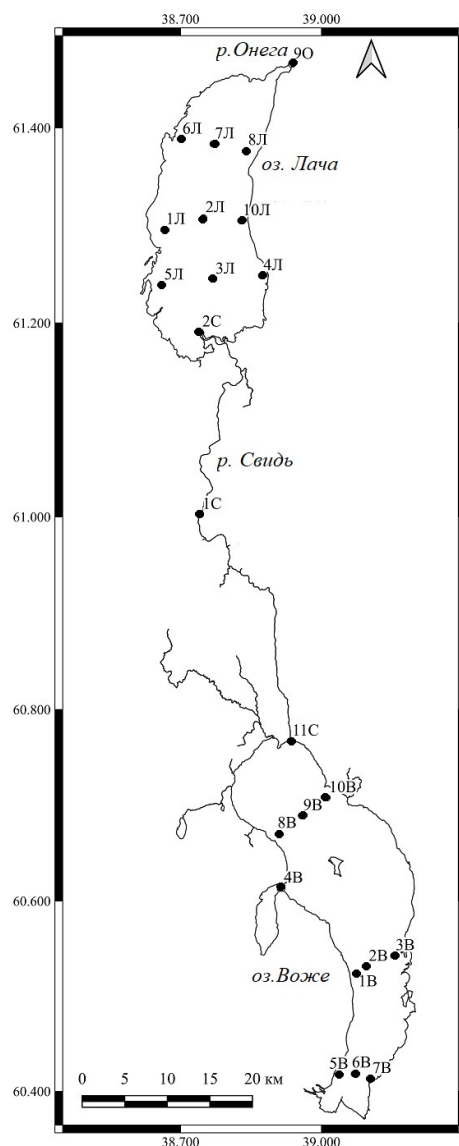 38.700 39.000
р.Онега
9О
61.400
6Л
7Л
8Л
оз. Лача
1Л
2Л
10Л
5Л
3Л
4Л
61.200
2С
р. Свидь
1С
61.000
60.800
11С
10В
9В
8В
60.600
4В
3В
2В
1В
оз.Воже
5В
6В
7В
60.400
0 5 10 15 20 км
38.700 39.000